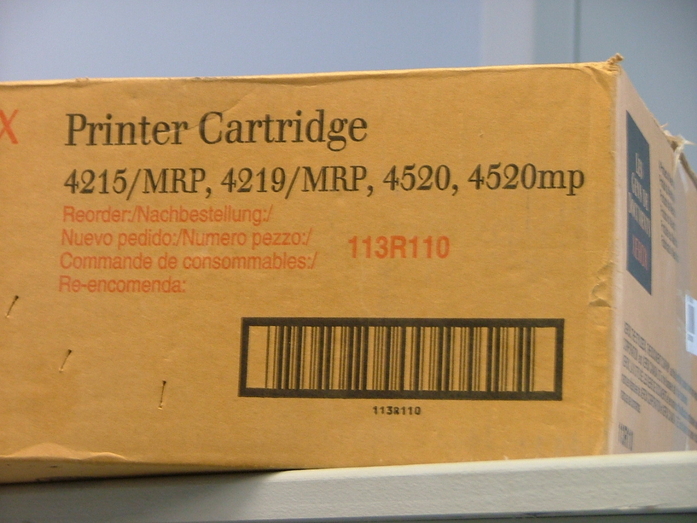 X
Printer Cartridge
4215/MRP, 4219/MRP, 4520, 4520mp
Reorder:/Nachbestellung:/
Nuevo pedido:/Numero pezzo:/
Commande de consommables:/
Re-encomenda:
113R110
113R110